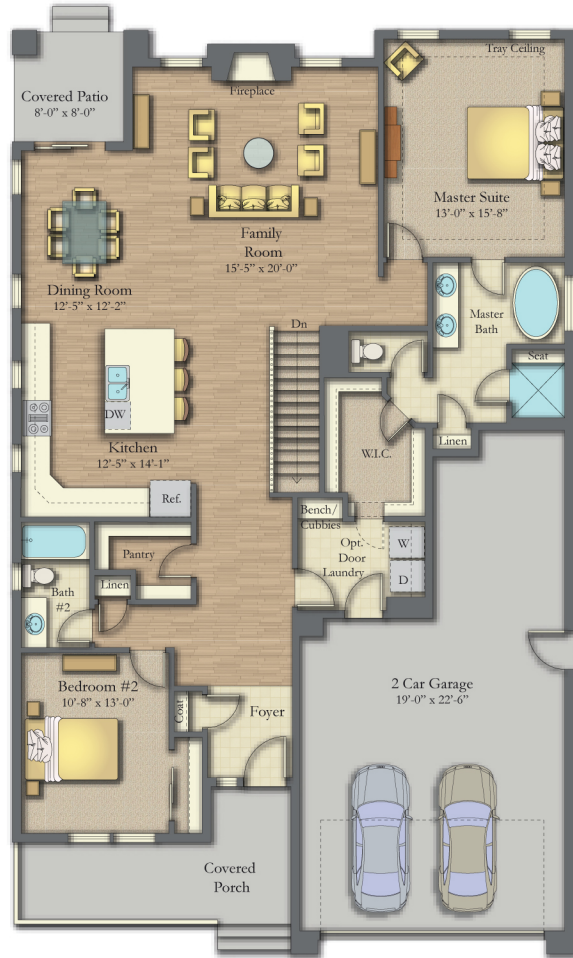 Tray Ceiling
Covered Patio
8'-0" x 8'-0"
Fireplace
Master Suite
13'-0" x 15'-8"
Family
Room
15'-5" x 20'-0"
Dining Room
12'-5" x 12'-2"
Master
Bath
Dn
Seat
DW
Kitchen
12'-5" x 14'-1"
Linen
W.I.C.
Ref.
Bench/
Cubbies
Opt.
Door
Laundry
W
D
Pantry
Linen
Bath
#2
Bedroom #2
10'-8" x 13'-0"
2 Car Garage
19'-0" x 22'-6"
Coat
Foyer
Covered
Porch